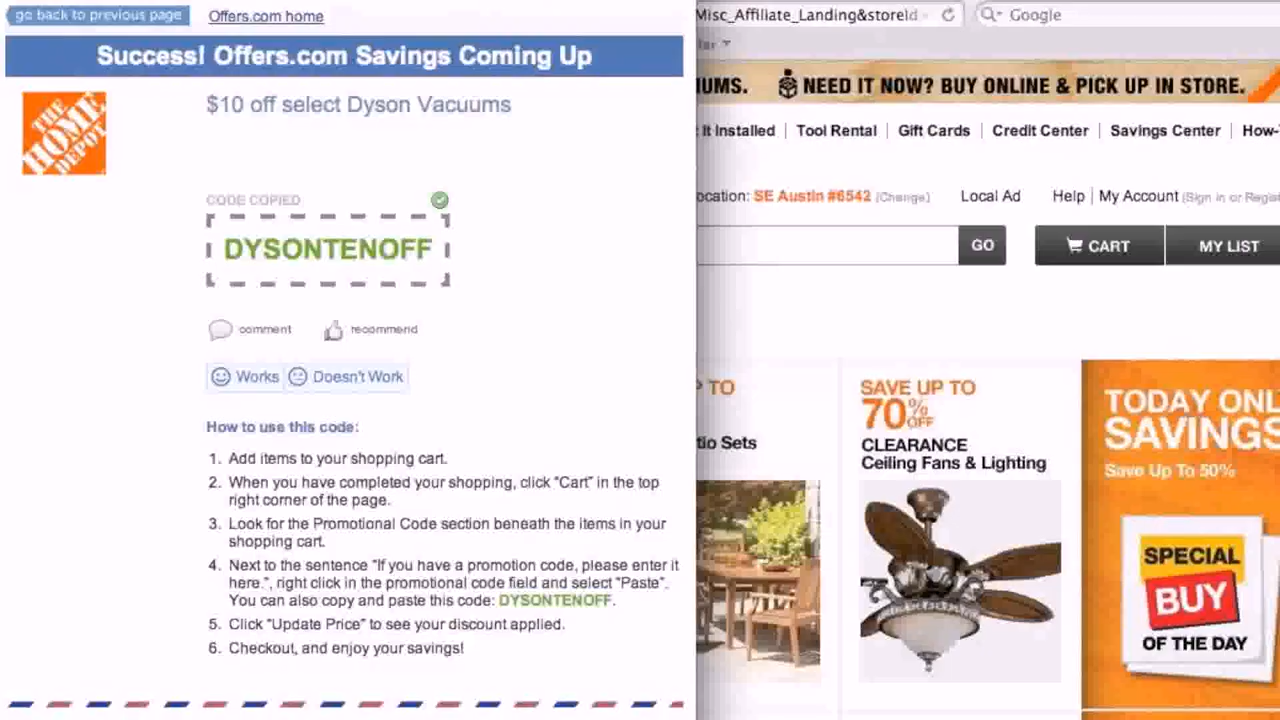 go back to previous page
Offers.com home
Success! Offers.com Savings Coming Up
THE HOME DEPOT
$10 off select Dyson Vacuums
CODE COPIED
DYSONTENOFF
comment
recommend
Works
Doesn't Work
How to use this code:
1. Add items to your shopping cart.
2. When you have completed your shopping, click "Cart" in the top
right corner of the page.
3. Look for the Promotional Code section beneath the items in your
shopping cart.
4. Next to the sentence "If you have a promotion code, please enter it
here.", right click in the promotional code field and select "Paste".
You can also copy and paste this code: DYSONTENOFF.
5. Click "Update Price" to see your discount applied.
6. Checkout, and enjoy your savings!
Misc_Affiliate_Landing&storeId
Google
UMS. NEED IT NOW? BUY ONLINE & PICK UP IN STORE.
It Installed
Tool Rental
Gift Cards
Credit Center
Savings Center
How-
ocation: SE Austin #6542 (Change)
Local Ad
Help
My Account (Sign in or Regis
GO
CART
MY LIST
TO
tio Sets
SAVE UP TO
70% OFF
CLEARANCE
Ceiling Fans & Lighting
TODAY ONL
SAVINGS
Save Up To 50%
SPECIAL
BUY
OF THE DAY